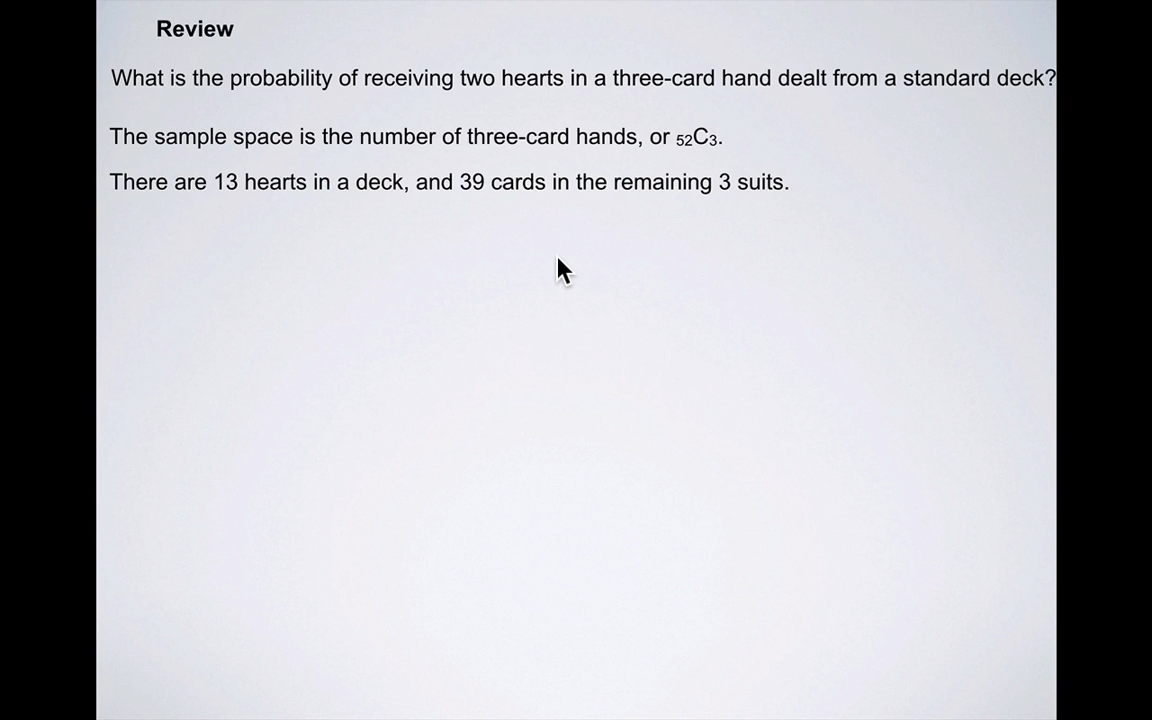 Review
What is the probability of receiving two hearts in a three-card hand dealt from a standard deck?
The sample space is the number of three-card hands, or ₅₂C₃.
There are 13 hearts in a deck, and 39 cards in the remaining 3 suits.